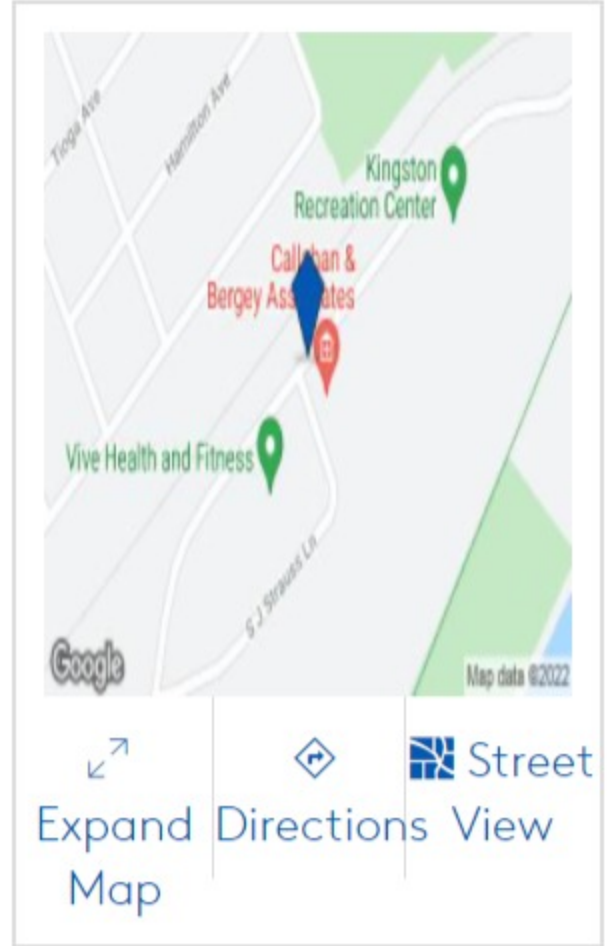 Tioga Ave
Hamilton Ave
Kingston
Recreation Center
Callahan &
Bergey Associates
Vive Health and Fitness
S J Strauss Ln
Google
Map data ©2022
Expand
Map
Directions
Street
View